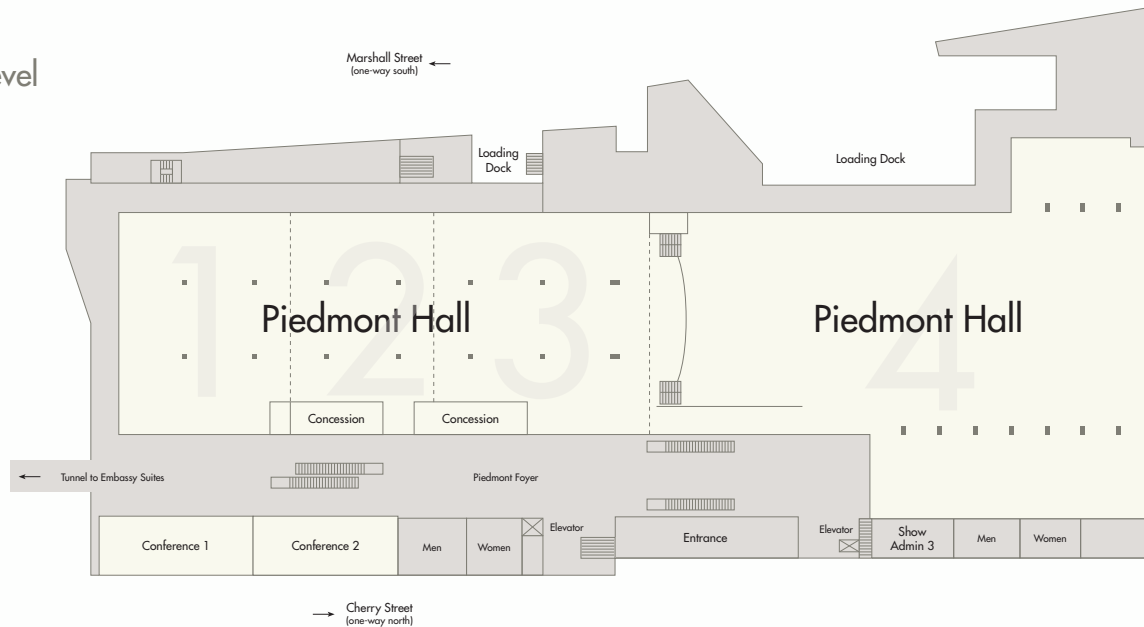 evel
Marshall Street
(one-way south)
Loading
Dock
Loading Dock
1
2
3
4
Piedmont Hall
Piedmont Hall
Concession
Concession
Tunnel to Embassy Suites
Piedmont Foyer
Conference 1
Conference 2
Men
Women
Elevator
Entrance
Elevator
Show
Admin 3
Men
Women
Cherry Street
(one-way north)